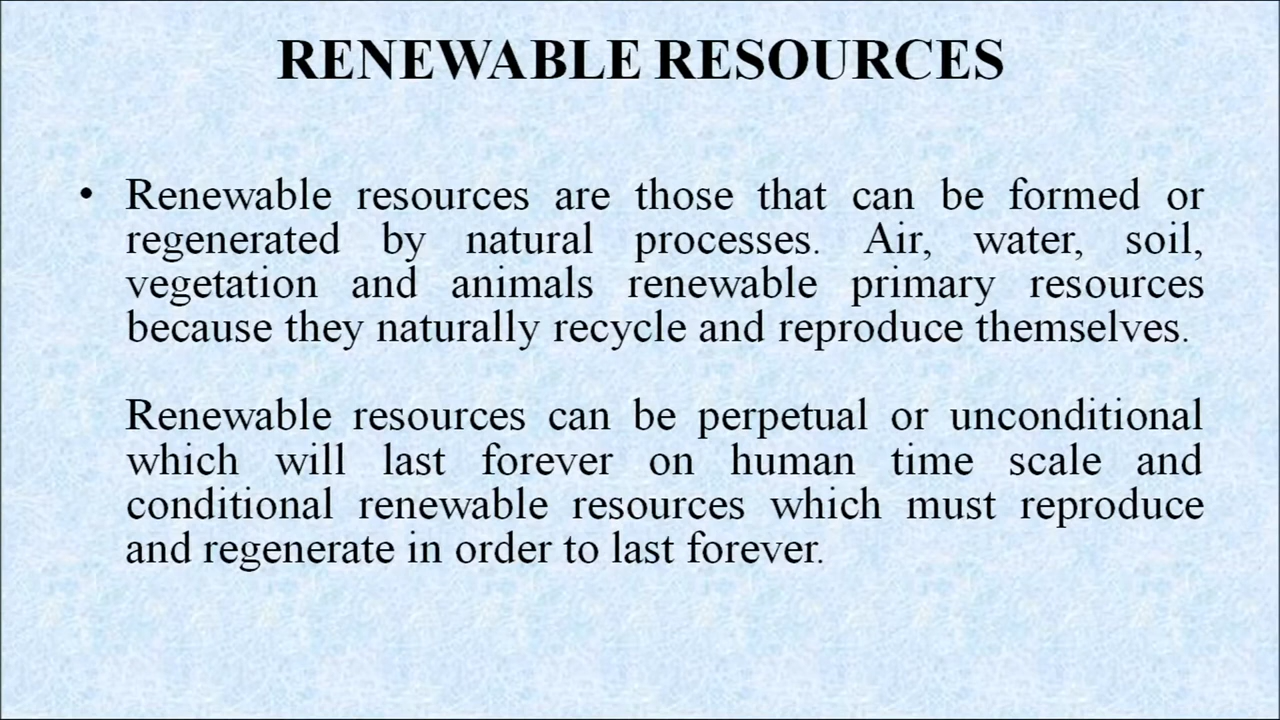 RENEWABLE RESOURCES
• Renewable resources are those that can be formed or
regenerated by natural processes. Air, water, soil,
vegetation and animals renewable primary resources
because they naturally recycle and reproduce themselves.
Renewable resources can be perpetual or unconditional
which will last forever on human time scale and
conditional renewable resources which must reproduce
and regenerate in order to last forever.